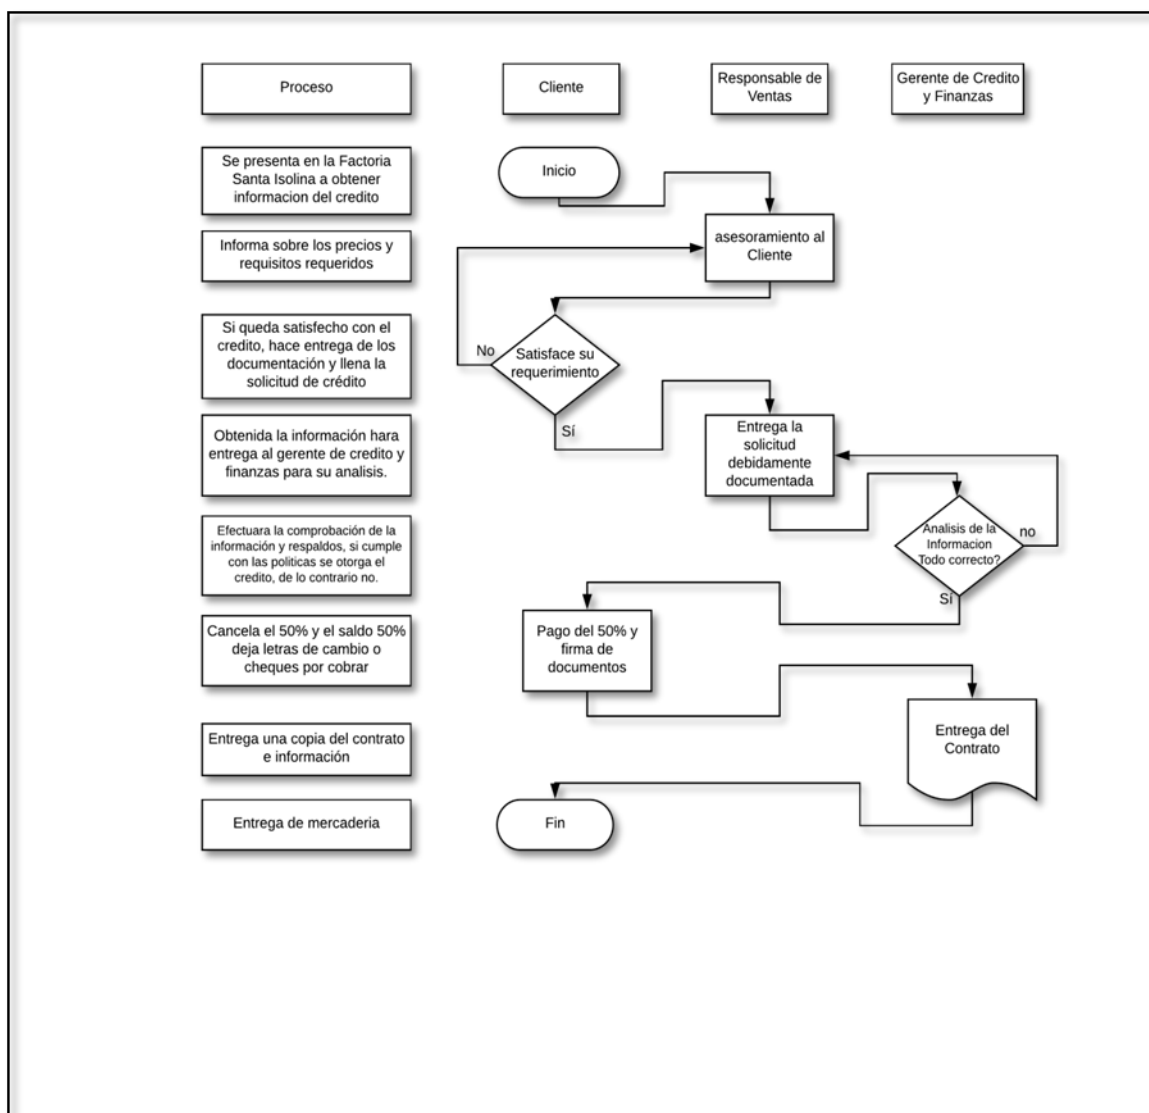 Proceso
Cliente
Responsable de
Ventas
Gerente de Credito
y Finanzas
Se presenta en la Factoria
Santa Isolina a obtener
informacion del credito
Inicio
Informa sobre los precios y
requisitos requeridos
asesoramiento al
Cliente
Si queda satisfecho con el
credito, hace entrega de los
documentación y llena la
solicitud de crédito
No
Satisface su
requerimiento
Sí
Obtenida la información hara
entrega al gerente de credito y
finanzas para su analisis.
Entrega la
solicitud
debidamente
documentada
Efectuara la comprobación de la
información y respaldos, si cumple
con las politicas se otorga el
credito, de lo contrario no.
Analisis de la
Informacion
Todo correcto?
no
Sí
Cancela el 50% y el saldo 50%
deja letras de cambio o
cheques por cobrar
Pago del 50% y
firma de
documentos
Entrega una copia del contrato
e información
Entrega del
Contrato
Entrega de mercaderia
Fin